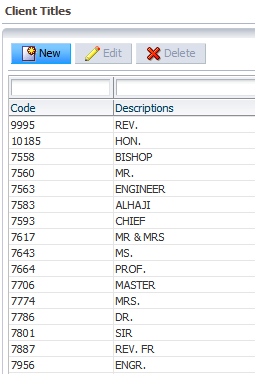 Client Titles
New Edit Delete
Code Descriptions
9995 REV.
10185 HON.
7558 BISHOP
7560 MR.
7563 ENGINEER
7583 ALHAJI
7593 CHIEF
7617 MR & MRS
7643 MS.
7664 PROF.
7706 MASTER
7774 MRS.
7786 DR.
7801 SIR
7887 REV. FR
7956 ENGR.